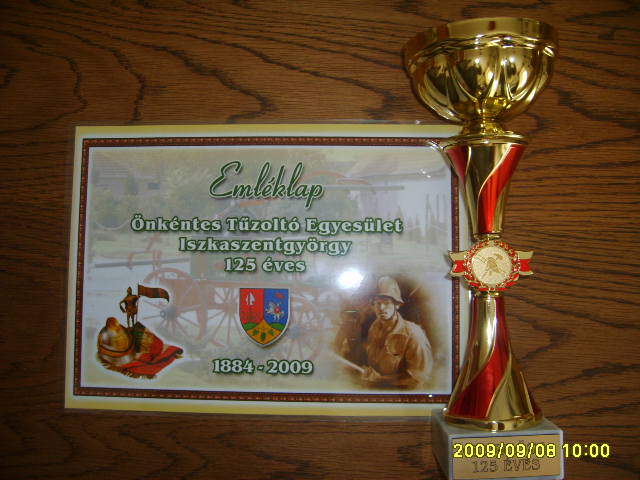 Emléklap
Önkéntes Tűzoltó Egyesület
Iszkaszentgyörgy
125 éves
1884 - 2009
2009/09/08 10:00
125 ÉVES